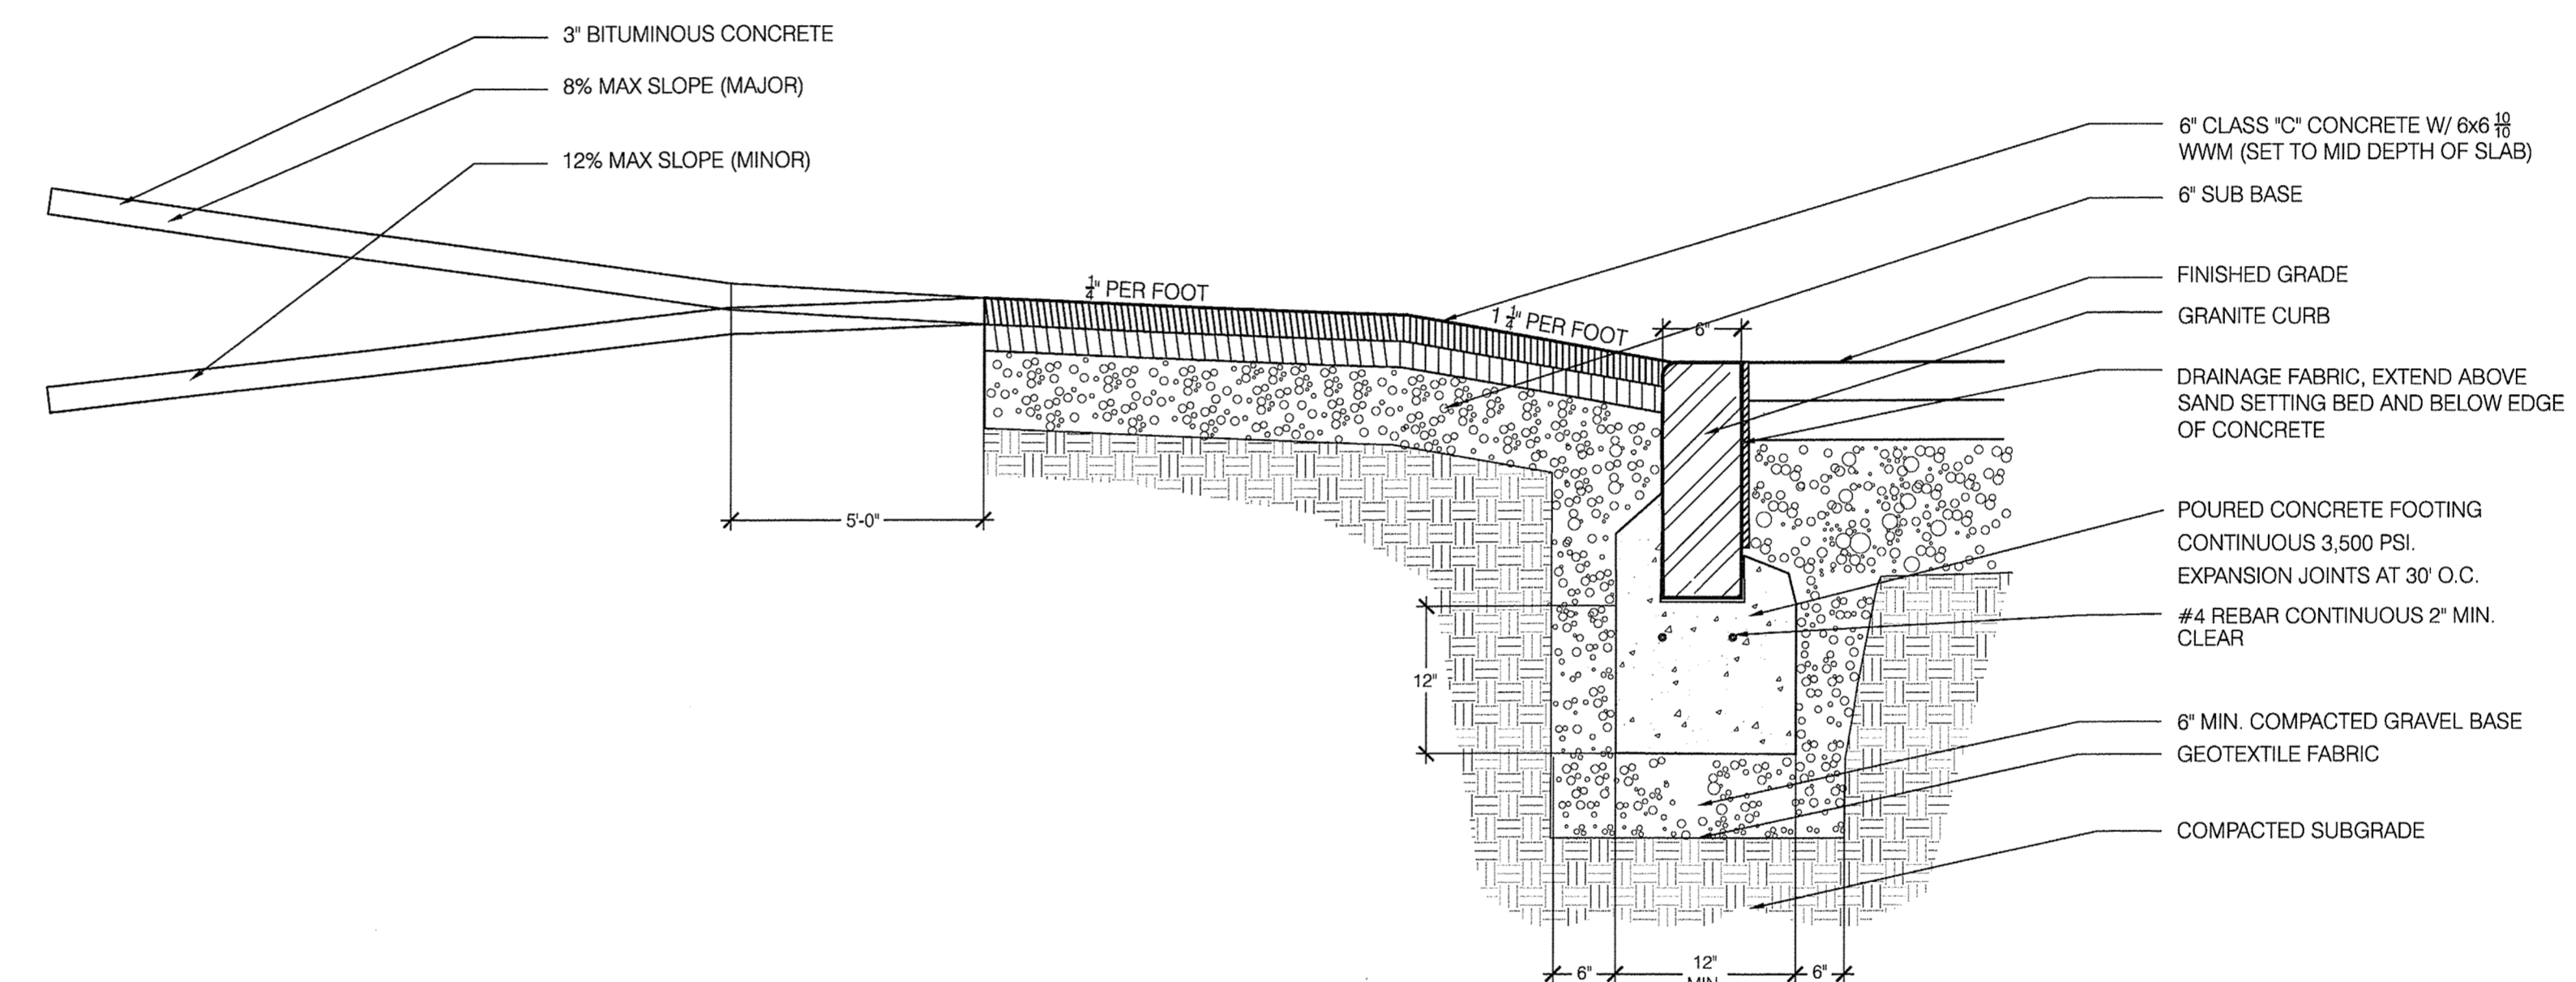 3" BITUMINOUS CONCRETE
8% MAX SLOPE (MAJOR)
12% MAX SLOPE (MINOR)
1/4" PER FOOT
1 1/4" PER FOOT
6"
5'-0"
6" CLASS "C" CONCRETE W/ 6x6 10/10
WWM (SET TO MID DEPTH OF SLAB)
6" SUB BASE
FINISHED GRADE
GRANITE CURB
DRAINAGE FABRIC, EXTEND ABOVE
SAND SETTING BED AND BELOW EDGE
OF CONCRETE
POURED CONCRETE FOOTING
CONTINUOUS 3,500 PSI.
EXPANSION JOINTS AT 30' O.C.
#4 REBAR CONTINUOUS 2" MIN.
CLEAR
12"
6" MIN. COMPACTED GRAVEL BASE
GEOTEXTILE FABRIC
COMPACTED SUBGRADE
6"
12"
MIN
6"